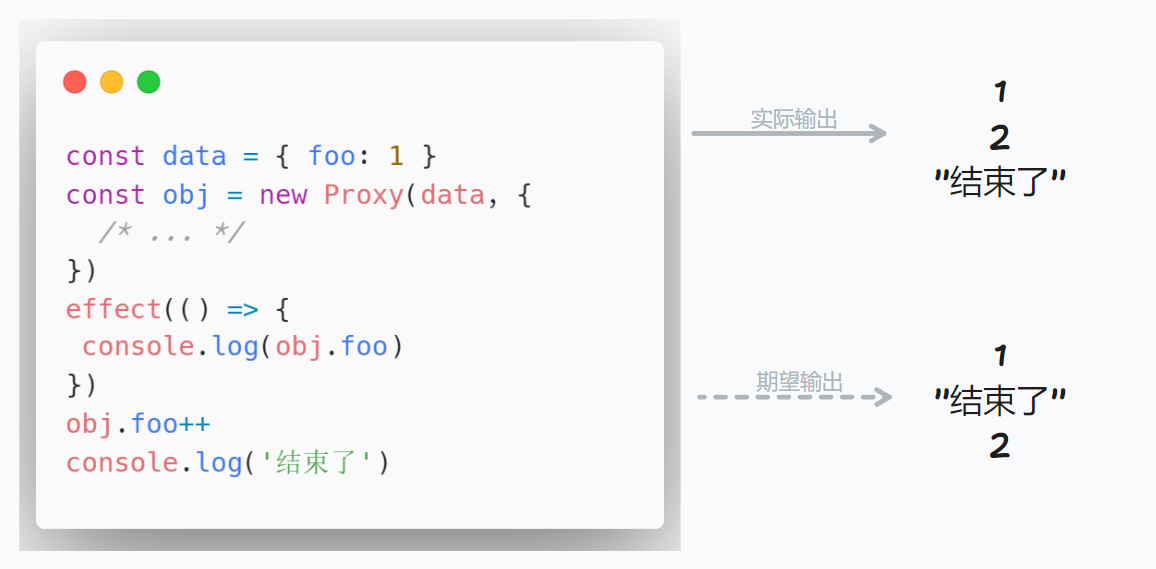 const data = { foo: 1 }
const obj = new Proxy(data, {
  /* ... */
})
effect(() => {
 console.log(obj.foo)
})
obj.foo++
console.log('结束了')
实际输出
1
2
"结束了"
期望输出
1
"结束了"
2